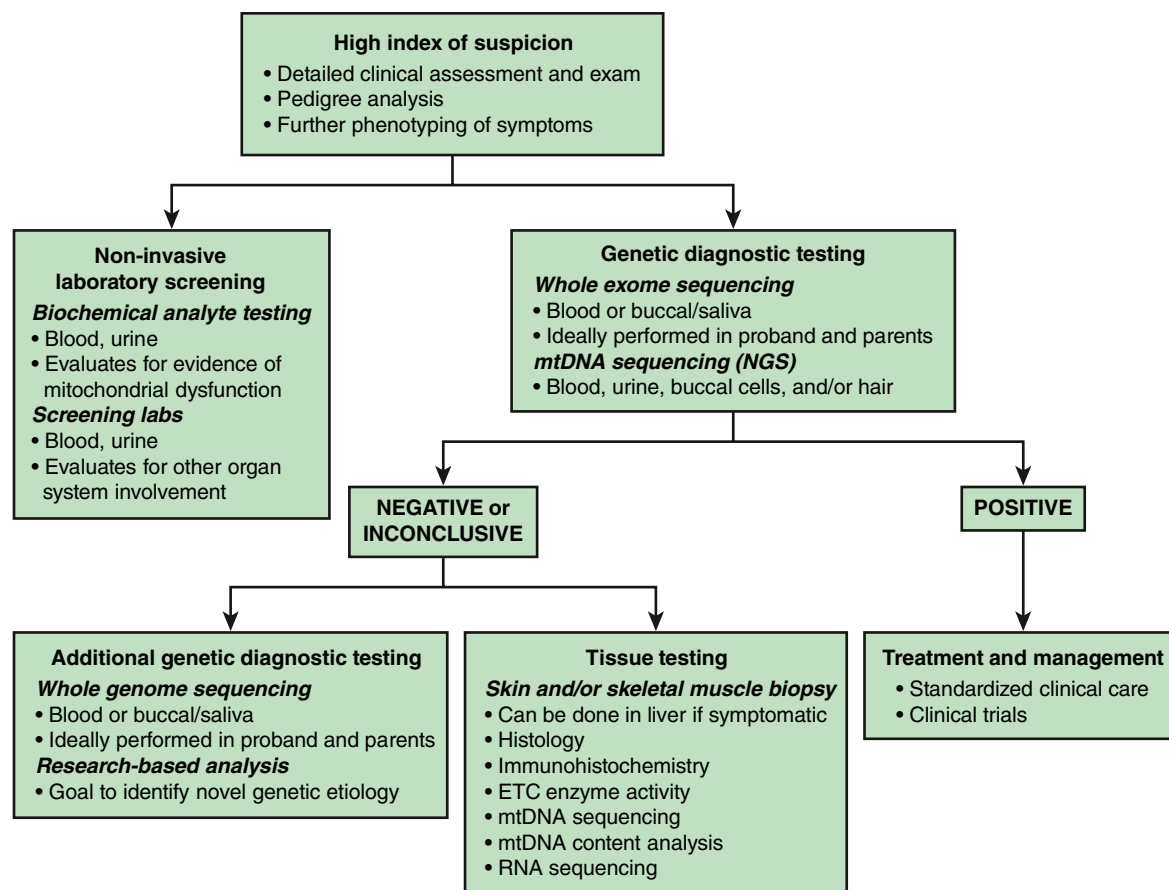 High index of suspicion
• Detailed clinical assessment and exam
• Pedigree analysis
• Further phenotyping of symptoms
Non-invasive
laboratory screening
Biochemical analyte testing
• Blood, urine
• Evaluates for evidence of
mitochondrial dysfunction
Screening labs
• Blood, urine
• Evaluates for other organ
system involvement
Genetic diagnostic testing
Whole exome sequencing
• Blood or buccal/saliva
• Ideally performed in proband and parents
mtDNA sequencing (NGS)
• Blood, urine, buccal cells, and/or hair
NEGATIVE or
INCONCLUSIVE
POSITIVE
Additional genetic diagnostic testing
Whole genome sequencing
• Blood or buccal/saliva
• Ideally performed in proband and parents
Research-based analysis
• Goal to identify novel genetic etiology
Tissue testing
Skin and/or skeletal muscle biopsy
• Can be done in liver if symptomatic
• Histology
• Immunohistochemistry
• ETC enzyme activity
• mtDNA sequencing
• mtDNA content analysis
• RNA sequencing
Treatment and management
• Standardized clinical care
• Clinical trials